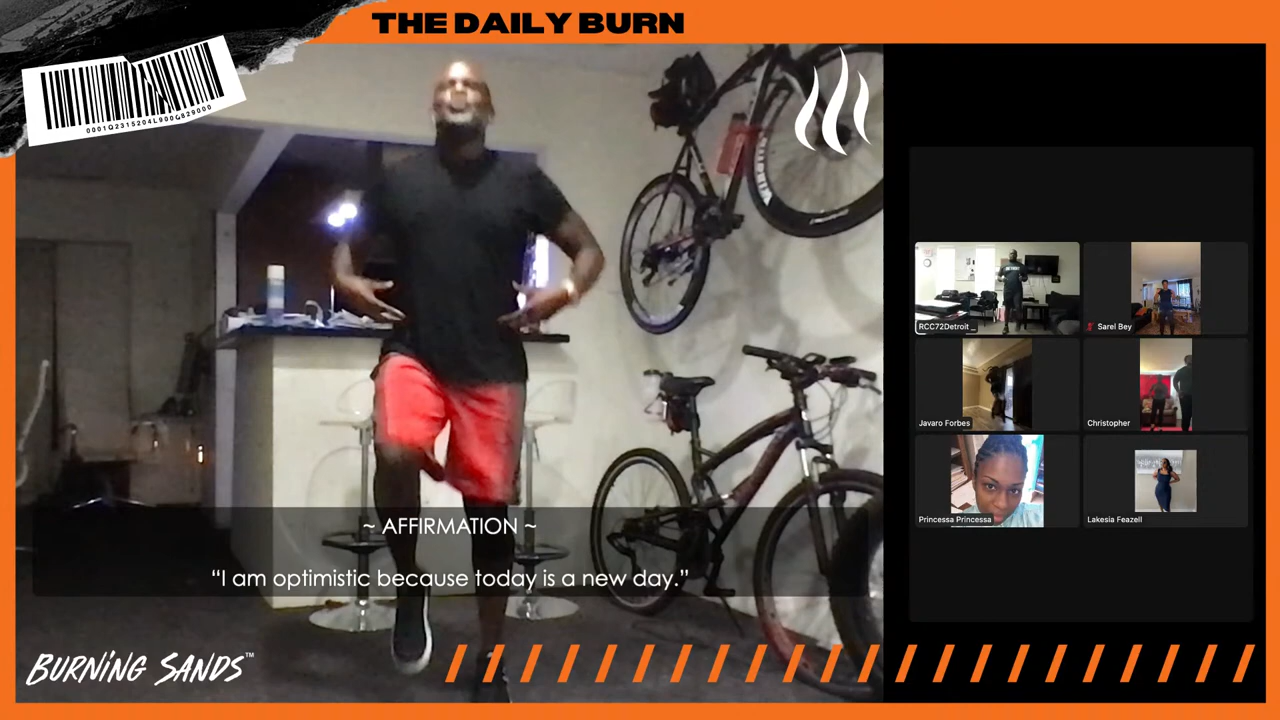 THE DAILY BURN
0001Q2315204L900G829000
RCC72Detroit _
Sarel Bey
Javaro Forbes
Christopher
Princessa Princessa
Lakesia Feazell
~ AFFIRMATION ~
“I am optimistic because today is a new day.”
BURNING SANDS™